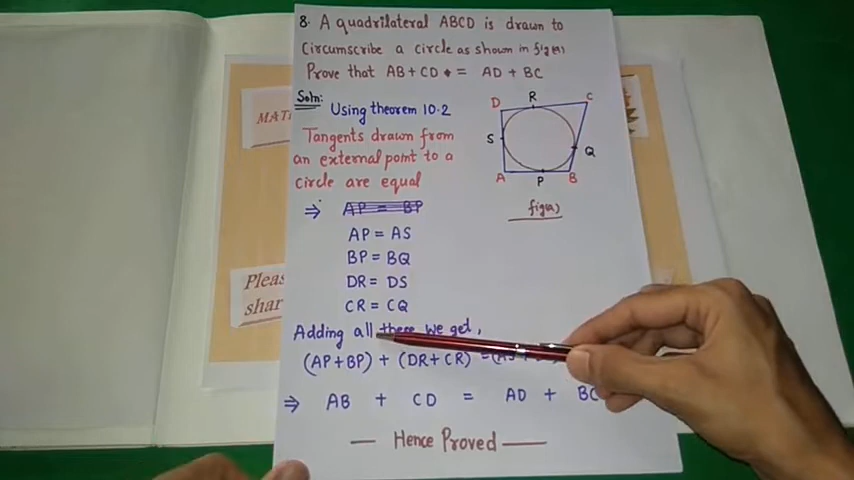 8. A quadrilateral ABCD is drawn to
Circumscribe a circle as shown in fig(a)
Prove that AB + CD = AD + BC
Soln: Using theorem 10.2
Tangents drawn from
an external point to a
circle are equal
⇒ AP = BP
AP = AS
BP = BQ
DR = DS
CR = CQ
Adding all these we get,
(AP+BP) + (DR+CR) =
⇒ AB + CD = AD + BC
Hence Proved
D R C
S Q
A P B
fig(a)
Please
shar